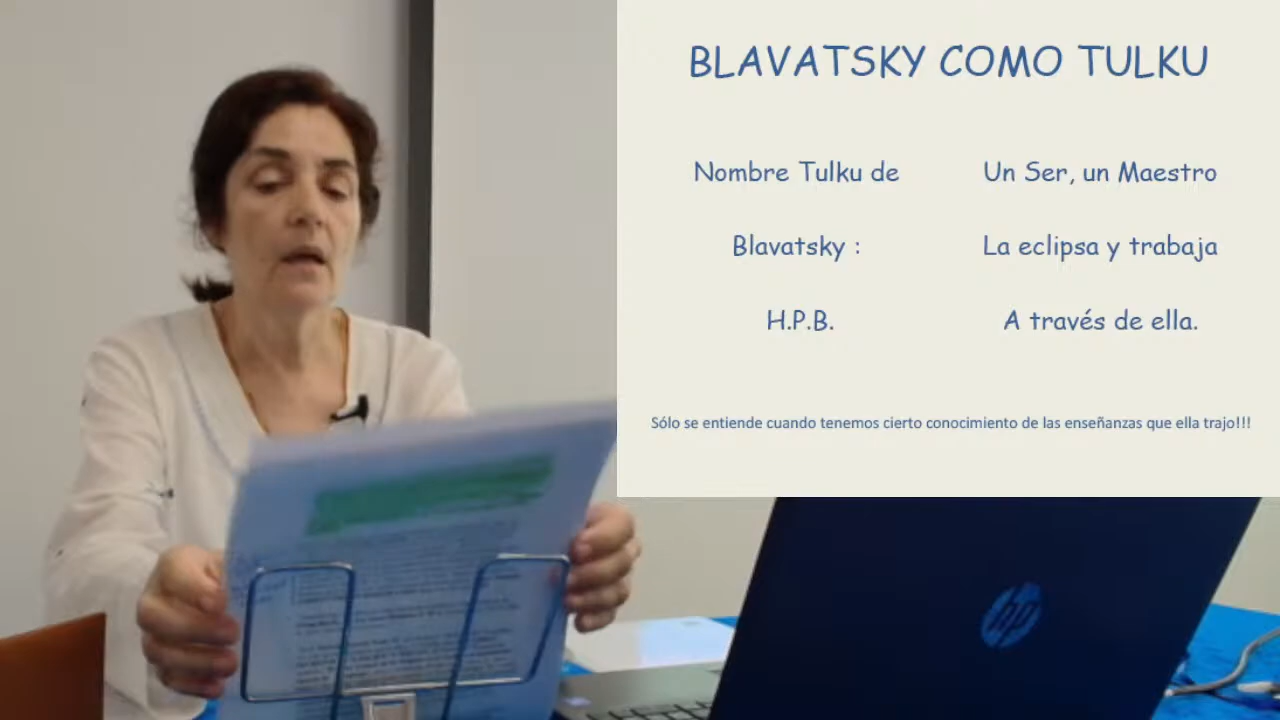 BLAVATSKY COMO TULKU
Nombre Tulku de
Blavatsky :
H.P.B.
Un Ser, un Maestro
La eclipsa y trabaja
A través de ella.
Sólo se entiende cuando tenemos cierto conocimiento de las enseñanzas que ella trajo!!!
hp